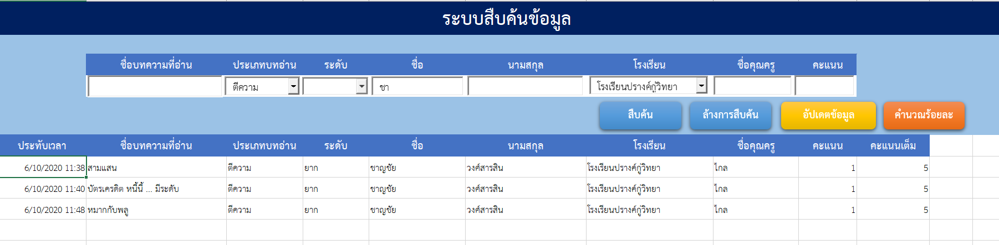 ระบบสืบค้นข้อมูล
ชื่อบทความที่อ่าน ประเภทบทอ่าน ระดับ ชื่อ นามสกุล โรงเรียน ชื่อคุณครู คะแนน
ตีความ ชา โรงเรียนปรางค์กู่วิทยา
สืบค้น ล้างการสืบค้น อัปเดตข้อมูล คำนวณร้อยละ
ประทับเวลา ชื่อบทความที่อ่าน ประเภทบทอ่าน ระดับ ชื่อ นามสกุล โรงเรียน ชื่อคุณครู คะแนน คะแนนเต็ม
6/10/2020 11:38 สามแสน ตีความ ยาก ชาญชัย วงศ์สารสิน โรงเรียนปรางค์กู่วิทยา ไกล 1 5
6/10/2020 11:40 บัตรเครดิต หนี้นี้ ... มีระดับ ตีความ ยาก ชาญชัย วงศ์สารสิน โรงเรียนปรางค์กู่วิทยา ไกล 1 5
6/10/2020 11:48 หมากกับพลู ตีความ ยาก ชาญชัย วงศ์สารสิน โรงเรียนปรางค์กู่วิทยา ไกล 1 5